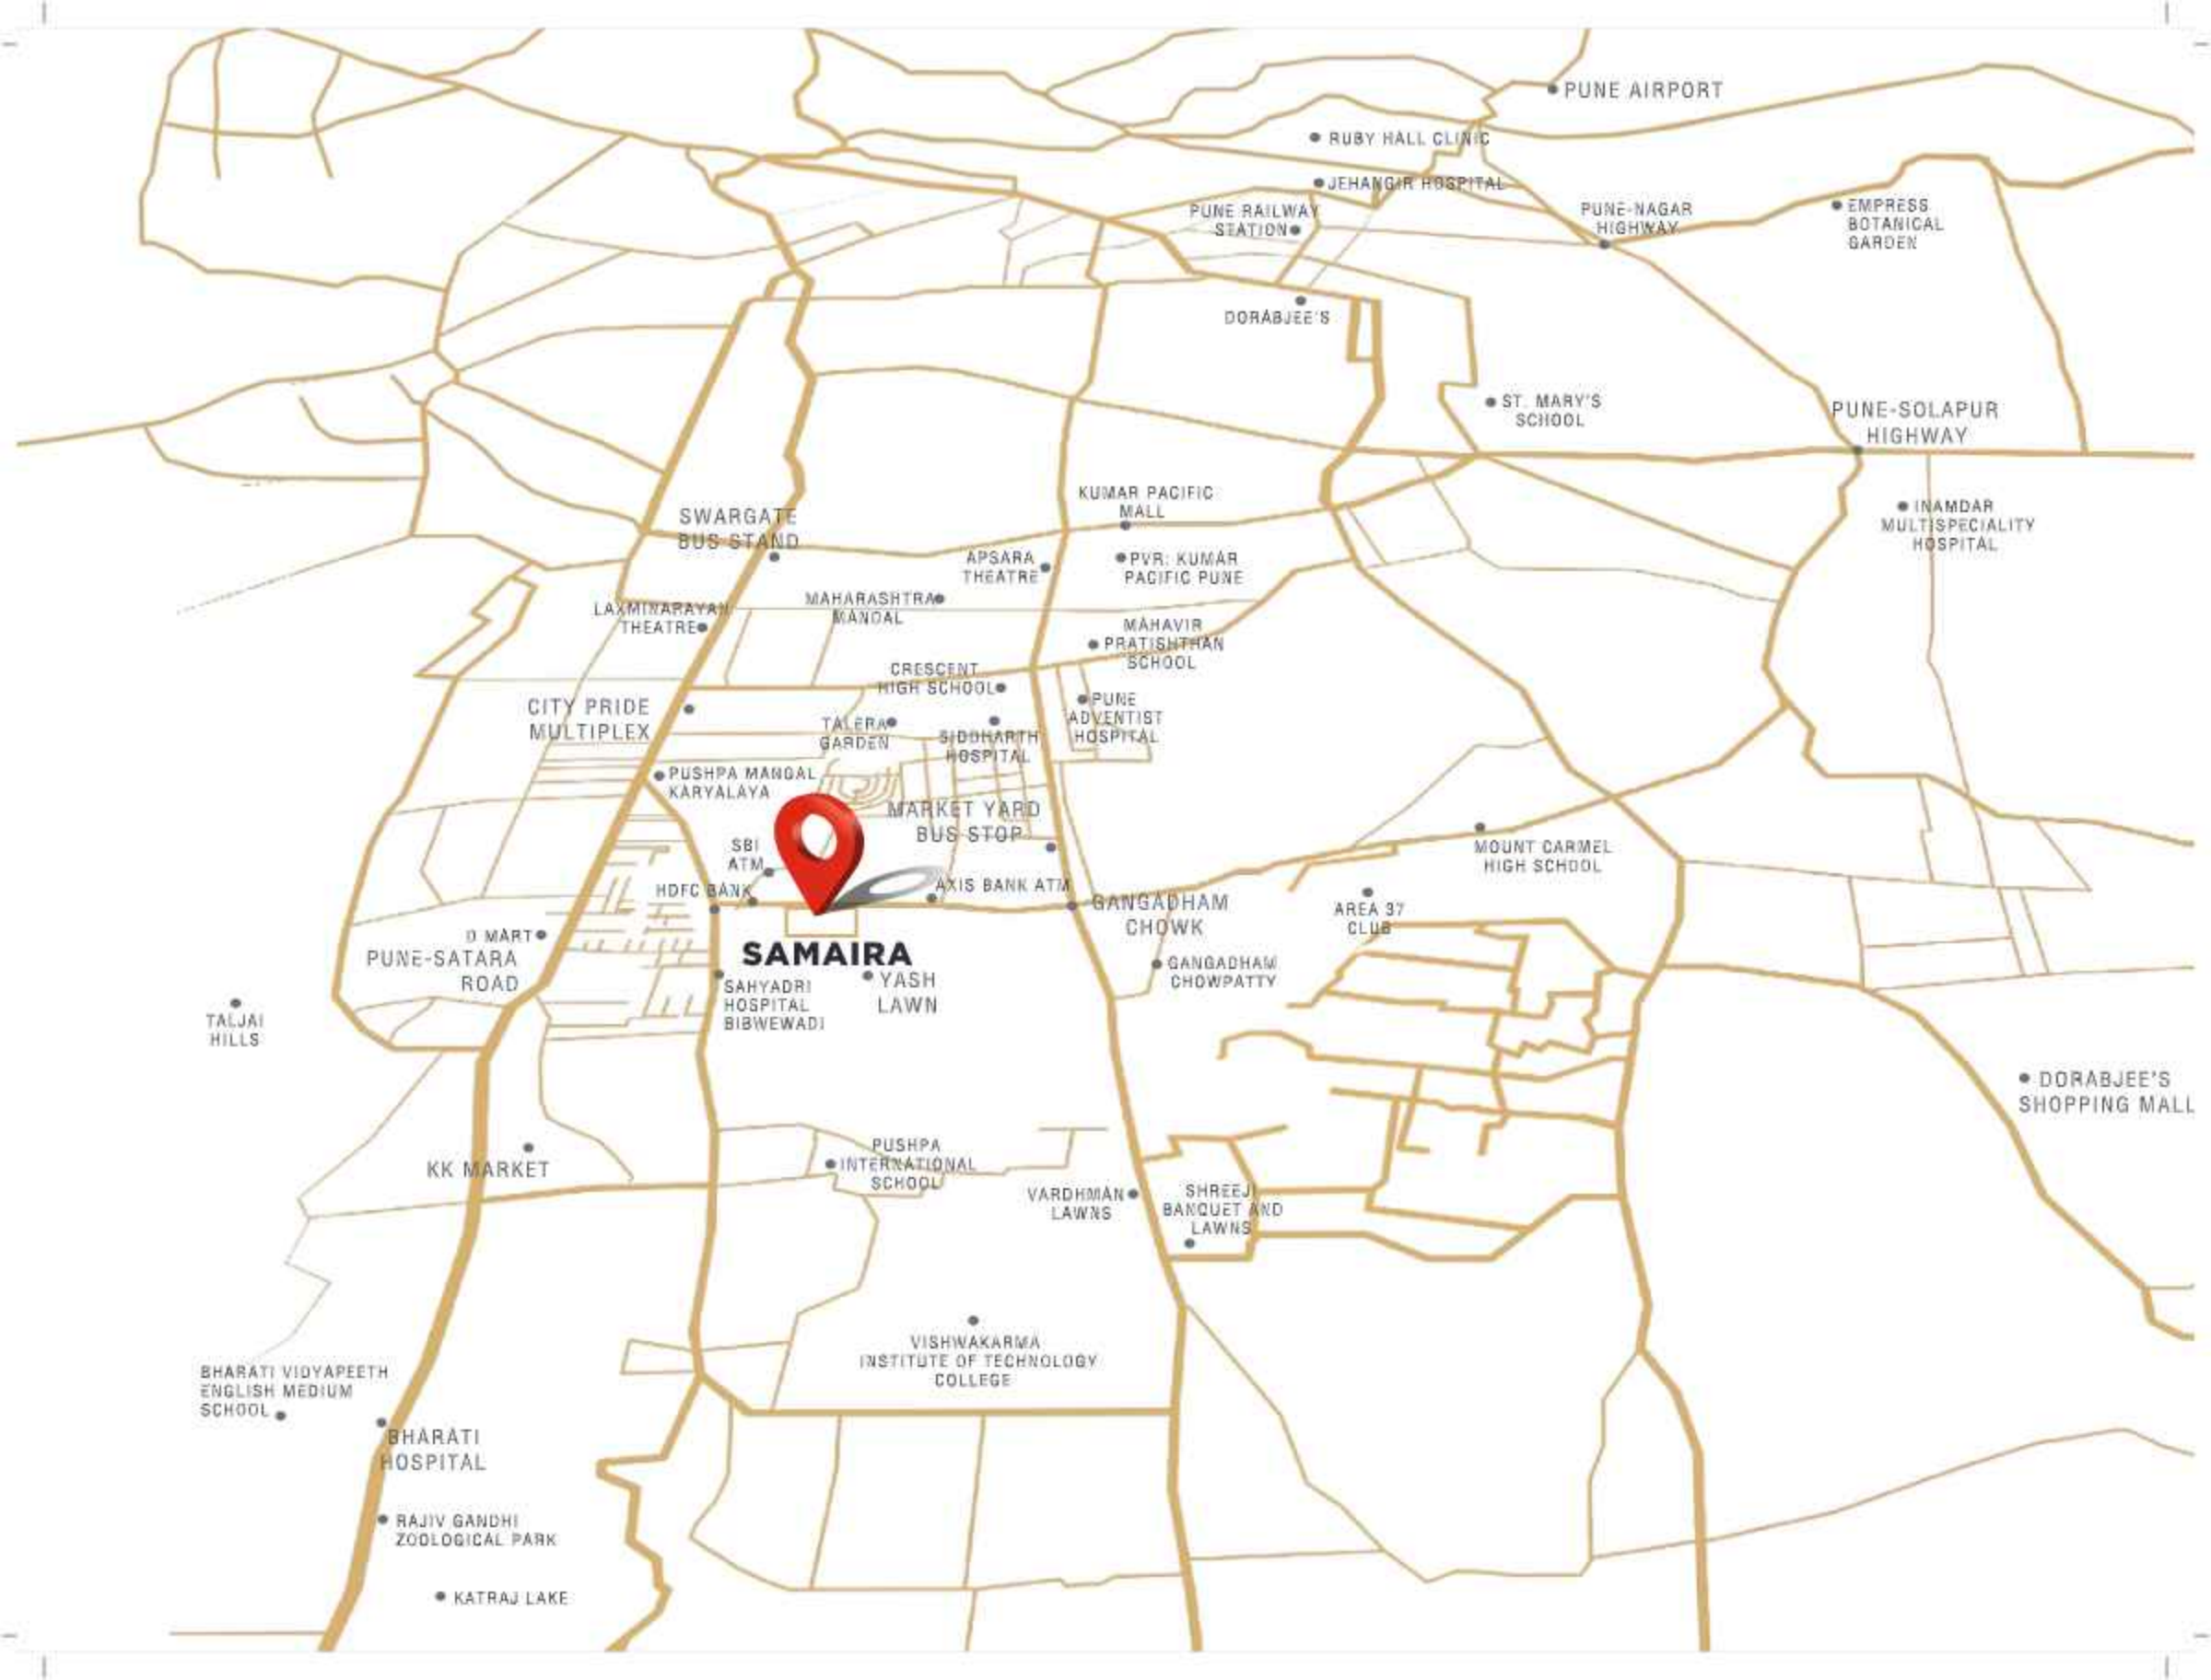 PUNE AIRPORT
RUBY HALL CLINIC
JEHANGIR HOSPITAL
PUNE RAILWAY
STATION
PUNE-NAGAR
HIGHWAY
EMPRESS
BOTANICAL
GARDEN
DORABJEE'S
ST. MARY'S
SCHOOL
PUNE-SOLAPUR
HIGHWAY
KUMAR PACIFIC
MALL
SWARGATE
BUS STAND
INAMDAR
MULTISPECIALITY
HOSPITAL
APSARA
THEATRE
PVR: KUMAR
PACIFIC PUNE
LAXMINARAYAN
THEATRE
MAHARASHTRA
MANDAL
MAHAVIR
PRATISHTHAN
SCHOOL
CRESCENT
HIGH SCHOOL
CITY PRIDE
MULTIPLEX
TALERA
GARDEN
SIDDHARTH
HOSPITAL
PUNE
ADVENTIST
HOSPITAL
PUSHPA MANGAL
KARYALAYA
MARKET YARD
BUS STOP
SBI
ATM
MOUNT CARMEL
HIGH SCHOOL
HDFC BANK
AXIS BANK ATM
GANGADHAM
CHOWK
AREA 37
CLUB
D MART
PUNE-SATARA
ROAD
SAMAIRA
YASH
LAWN
GANGADHAM
CHOWPATTY
SAHYADRI
HOSPITAL
BIBWEWADI
TALJAI
HILLS
DORABJEE'S
SHOPPING MALL
KK MARKET
PUSHPA
INTERNATIONAL
SCHOOL
VARDHMAN
LAWNS
SHREEJI
BANQUET AND
LAWNS
VISHWAKARMA
INSTITUTE OF TECHNOLOGY
COLLEGE
BHARATI VIDYAPEETH
ENGLISH MEDIUM
SCHOOL
BHARATI
HOSPITAL
RAJIV GANDHI
ZOOLOGICAL PARK
KATRAJ LAKE